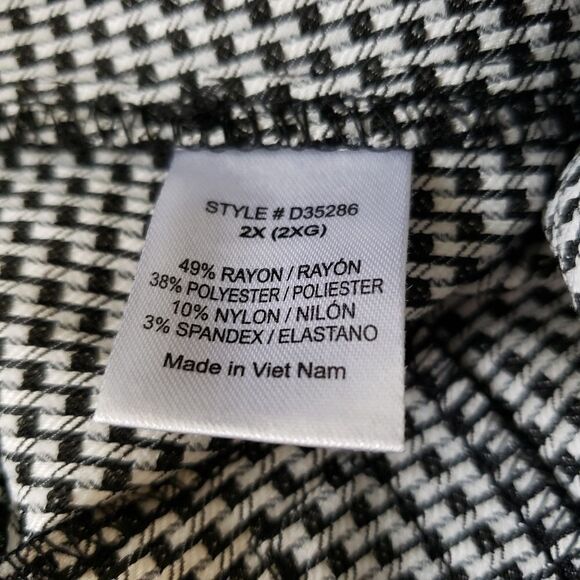 STYLE # D35286
2X (2XG)
49% RAYON / RAYÓN
38% POLYESTER / POLIESTER
10% NYLON / NILÓN
3% SPANDEX / ELASTANO
Made in Viet Nam